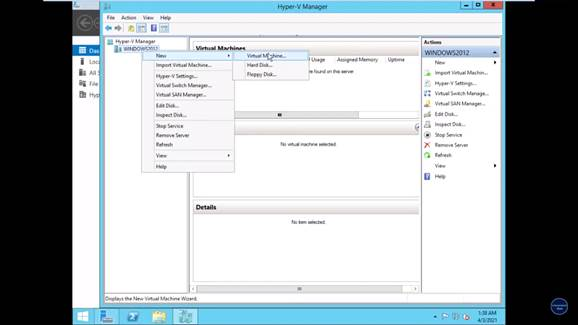 Hyper-V Manager
File Action View Help
Hyper-V Manager
WINDOWS2012
New
Import Virtual Machine...
Hyper-V Settings...
Virtual Switch Manager...
Virtual SAN Manager...
Edit Disk...
Inspect Disk...
Stop Service
Remove Server
Refresh
View
Help
Virtual Machine...
Hard Disk...
Floppy Disk...
Virtual Machines
Usage Assigned Memory Uptime
found on this server
No virtual machine selected.
Details
No item selected.
Actions
WINDOWS2012
New
Import Virtual Machine...
Hyper-V Settings...
Virtual Switch Manager...
Virtual SAN Manager...
Edit Disk...
Inspect Disk...
Stop Service
Remove Server
Refresh
View
Help
Das
Loca
All S
File
Hyp
Displays the New Virtual Machine Wizard.
1:38 AM
4/3/2021